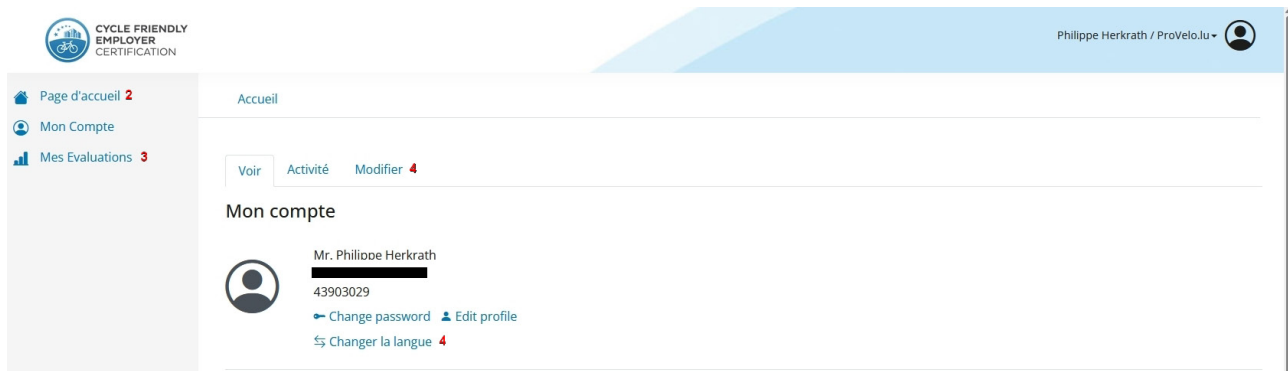 CYCLE FRIENDLY
EMPLOYER
CERTIFICATION
Philippe Herkrath / ProVelo.lu
Page d'accueil 2
Mon Compte
Mes Evaluations 3
Accueil
Voir Activité Modifier 4
Mon compte
Mr. Philippe Herkrath
43903029
Change password Edit profile
Changer la langue 4